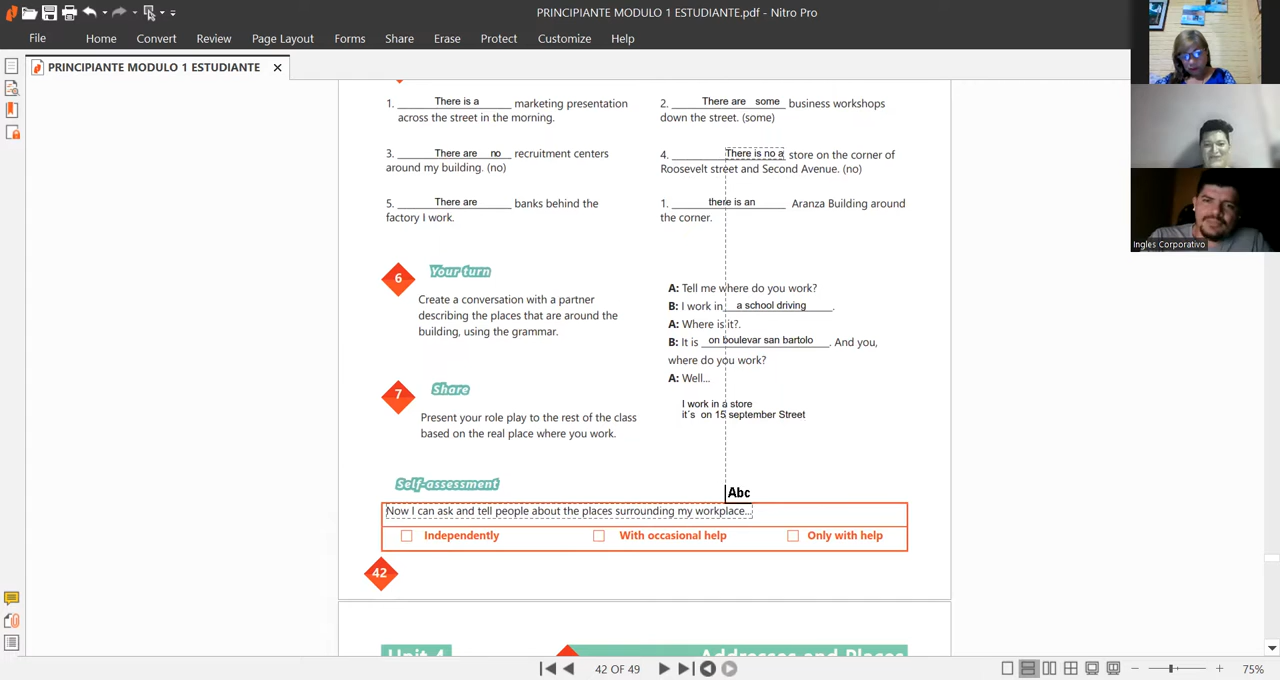 PRINCIPIANTE MODULO 1 ESTUDIANTE.pdf - Nitro Pro
File Home Convert Review Page Layout Forms Share Erase Protect Customize Help
PRINCIPIANTE MODULO 1 ESTUDIANTE
1. There is a marketing presentation
across the street in the morning.
2. There are some business workshops
down the street. (some)
3. There are no recruitment centers
around my building. (no)
4. There is no a store on the corner of
Roosevelt street and Second Avenue. (no)
5. There are banks behind the
factory I work.
1. there is an Aranza Building around
the corner.
6 Your turn
Create a conversation with a partner
describing the places that are around the
building, using the grammar.
A: Tell me where do you work?
B: I work in a school driving.
A: Where is it?.
B: It is on boulevar san bartolo. And you,
where do you work?
A: Well...
I work in a store
it´s on 15 september Street
7 Share
Present your role play to the rest of the class
based on the real place where you work.
Self-assessment
Abc
Now I can ask and tell people about the places surrounding my workplace...
Independently With occasional help Only with help
42
Unit 4 Addresses and Places
42 OF 49
75%
Ingles Corporativo